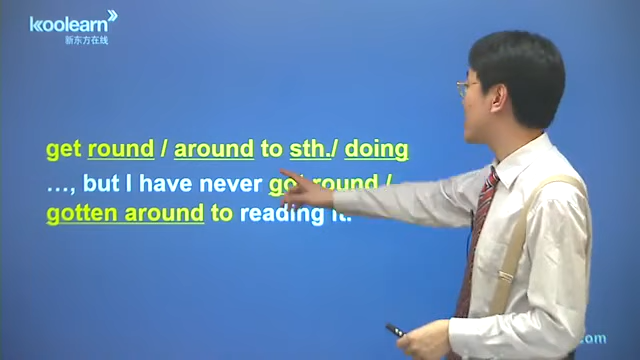 koolearn
新东方在线
get round / around to sth./ doing
…, but I have never got round /
gotten around to reading it.
.com